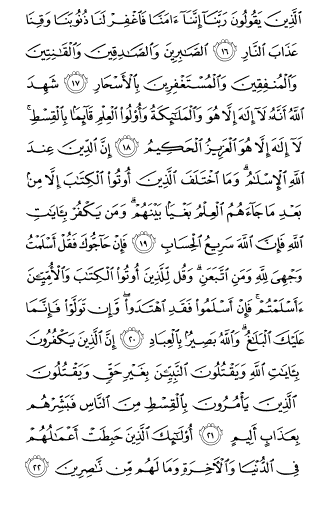 ٱلَّذِينَ يَقُولُونَ رَبَّنَآ إِنَّنَآ ءَامَنَّا فَٱغْفِرْ لَنَا ذُنُوبَنَا وَقِنَا
عَذَابَ ٱلنَّارِ ١٦ ٱلصَّٰبِرِينَ وَٱلصَّٰدِقِينَ وَٱلْقَٰنِتِينَ
وَٱلْمُنفِقِينَ وَٱلْمُسْتَغْفِرِينَ بِٱلْأَسْحَارِ ١٧ شَهِدَ
ٱللَّهُ أَنَّهُۥ لَآ إِلَٰهَ إِلَّا هُوَ وَٱلْمَلَٰٓئِكَةُ وَأُو۟لُوا۟ ٱلْعِلْمِ قَآئِمًۢا بِٱلْقِسْطِ ۚ
لَآ إِلَٰهَ إِلَّا هُوَ ٱلْعَزِيزُ ٱلْحَكِيمُ ١٨ إِنَّ ٱلدِّينَ عِندَ
ٱللَّهِ ٱلْإِسْلَٰمُ ۗ وَمَا ٱخْتَلَفَ ٱلَّذِينَ أُوتُوا۟ ٱلْكِتَٰبَ إِلَّا مِنۢ
بَعْدِ مَا جَآءَهُمُ ٱلْعِلْمُ بَغْيًۢا بَيْنَهُمْ ۗ وَمَن يَكْفُرْ بِـَٔايَٰتِ
ٱللَّهِ فَإِنَّ ٱللَّهَ سَرِيعُ ٱلْحِسَابِ ١٩ فَإِنْ حَآجُّوكَ فَقُلْ أَسْلَمْتُ
وَجْهِىَ لِلَّهِ وَمَنِ ٱتَّبَعَنِ ۗ وَقُل لِّلَّذِينَ أُوتُوا۟ ٱلْكِتَٰبَ وَٱلْأُمِّيِّـۧنَ
ءَأَسْلَمْتُمْ ۚ فَإِنْ أَسْلَمُوا۟ فَقَدِ ٱهْتَدَوا۟ ۖ وَّإِن تَوَلَّوْا۟ فَإِنَّمَا
عَلَيْكَ ٱلْبَلَٰغُ ۗ وَٱللَّهُ بَصِيرٌۢ بِٱلْعِبَادِ ٢٠ إِنَّ ٱلَّذِينَ يَكْفُرُونَ
بِـَٔايَٰتِ ٱللَّهِ وَيَقْتُلُونَ ٱلنَّبِيِّـۧنَ بِغَيْرِ حَقٍّ وَيَقْتُلُونَ
ٱلَّذِينَ يَأْمُرُونَ بِٱلْقِسْطِ مِنَ ٱلنَّاسِ فَبَشِّرْهُم
بِعَذَابٍ أَلِيمٍ ٢١ أُو۟لَٰٓئِكَ ٱلَّذِينَ حَبِطَتْ أَعْمَٰلُهُمْ
فِى ٱلدُّنْيَا وَٱلْـَٔاخِرَةِ وَمَا لَهُم مِّن نَّٰصِرِينَ ٢٢